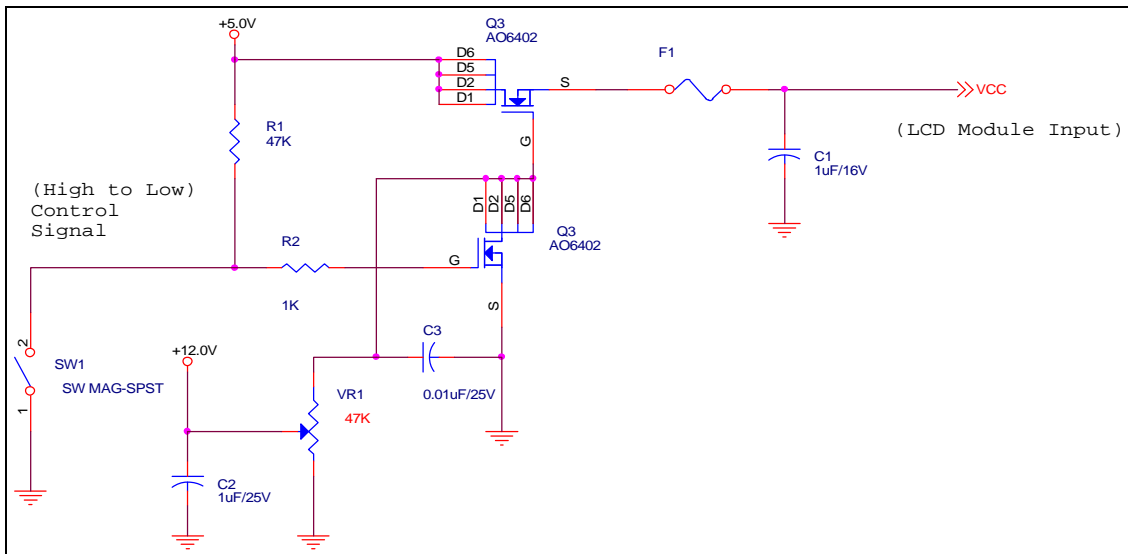 Q3
AO6402
+5.0V
D6
D5
D2
D1
S
G
F1
VCC
(LCD Module Input)
R1
47K
C1
1uF/16V
(High to Low)
Control
Signal
D1
D2
D5
D6
Q3
AO6402
R2
1K
G
S
2
1
SW1
SW MAG-SPST
+12.0V
C3
0.01uF/25V
VR1
47K
C2
1uF/25V